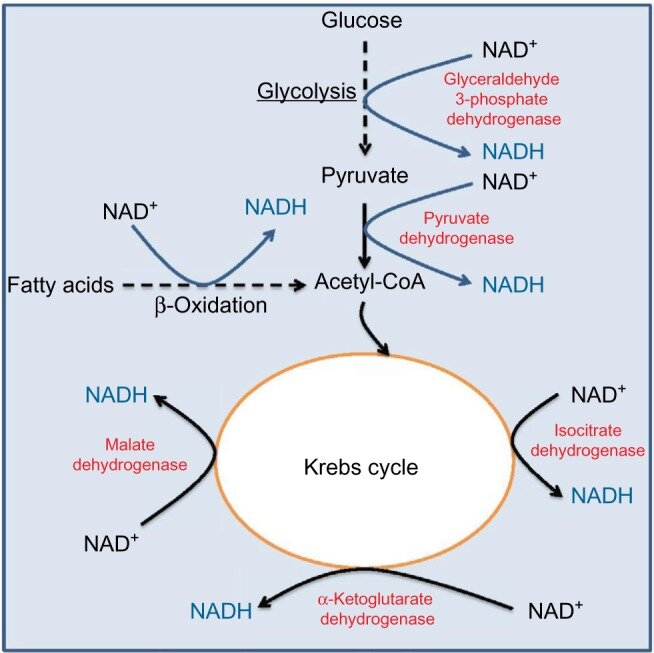 Glucose
NAD⁺
Glycolysis
Glyceraldehyde
3-phosphate
dehydrogenase
NADH
Pyruvate
NAD⁺
Pyruvate
dehydrogenase
NADH
NAD⁺
NADH
Fatty acids
β-Oxidation
Acetyl-CoA
NADH
Malate
dehydrogenase
NAD⁺
Krebs cycle
NAD⁺
Isocitrate
dehydrogenase
NADH
NADH
α-Ketoglutarate
dehydrogenase
NAD⁺